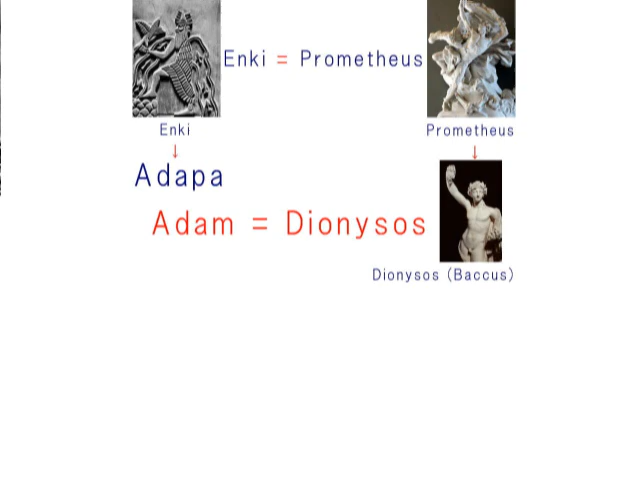 Enki = Prometheus
Enki
Prometheus
↓
↓
Adapa
Adam = Dionysos
Dionysos (Baccus)